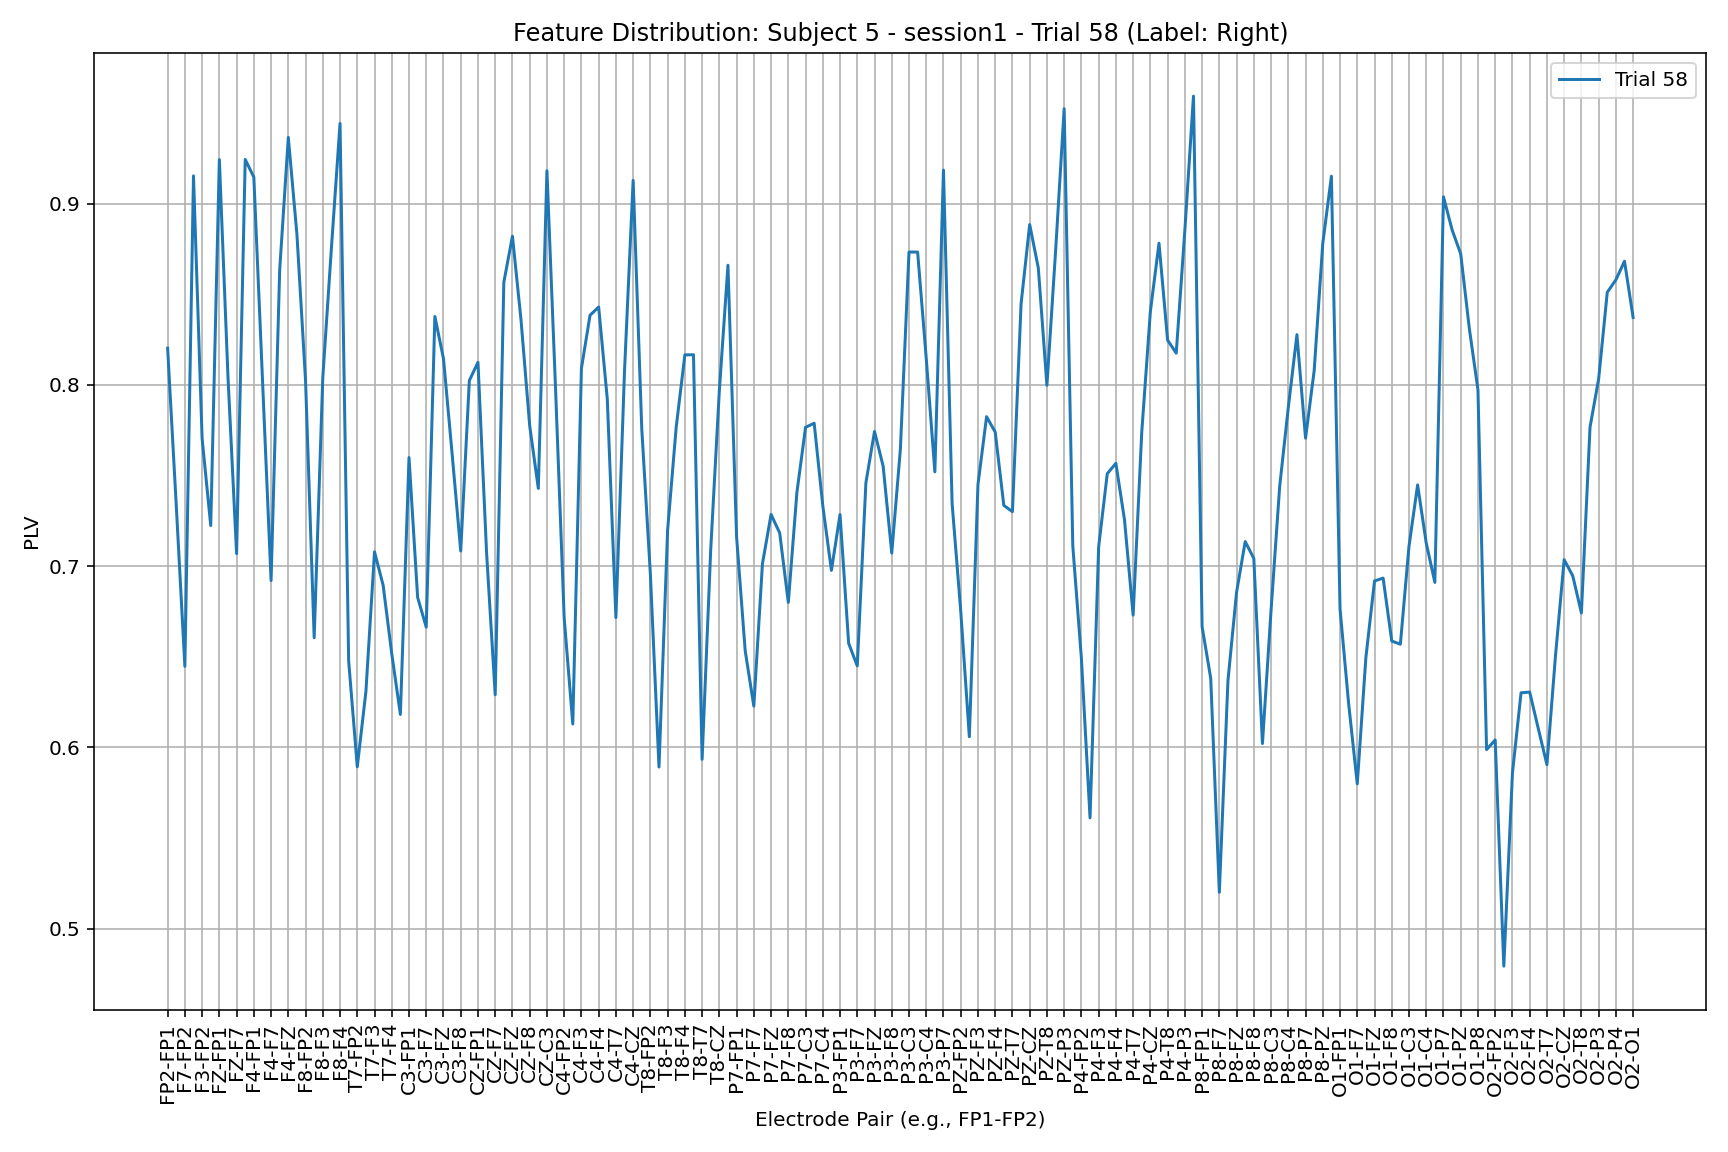 Feature Distribution: Subject 5 - session1 - Trial 58 (Label: Right)
Trial 58
PLV
0.9
0.8
0.7
0.6
0.5
FP2-FP1
F7-FP2
F3-FP2
FZ-FP1
FZ-F7
F4-FP1
F4-F7
F4-FZ
F8-FP2
F8-F3
F8-F4
T7-FP2
T7-F3
T7-F4
C3-FP1
C3-F7
C3-FZ
C3-F8
CZ-FP1
CZ-F7
CZ-FZ
CZ-F8
CZ-C3
C4-FP2
C4-F3
C4-F4
C4-T7
C4-CZ
T8-FP2
T8-F3
T8-F4
T8-T7
T8-CZ
P7-FP1
P7-F7
P7-FZ
P7-F8
P7-C3
P7-C4
P3-FP1
P3-F7
P3-FZ
P3-F8
P3-C3
P3-C4
P3-P7
PZ-FP2
PZ-F3
PZ-F4
PZ-T7
PZ-CZ
PZ-T8
PZ-P3
P4-FP2
P4-F3
P4-F4
P4-T7
P4-CZ
P4-T8
P4-P3
P8-FP1
P8-F7
P8-FZ
P8-F8
P8-C3
P8-C4
P8-P7
P8-PZ
O1-FP1
O1-F7
O1-FZ
O1-F8
O1-C3
O1-C4
O1-P7
O1-PZ
O1-P8
O2-FP2
O2-F3
O2-F4
O2-T7
O2-CZ
O2-T8
O2-P3
O2-P4
O2-O1
Electrode Pair (e.g., FP1-FP2)